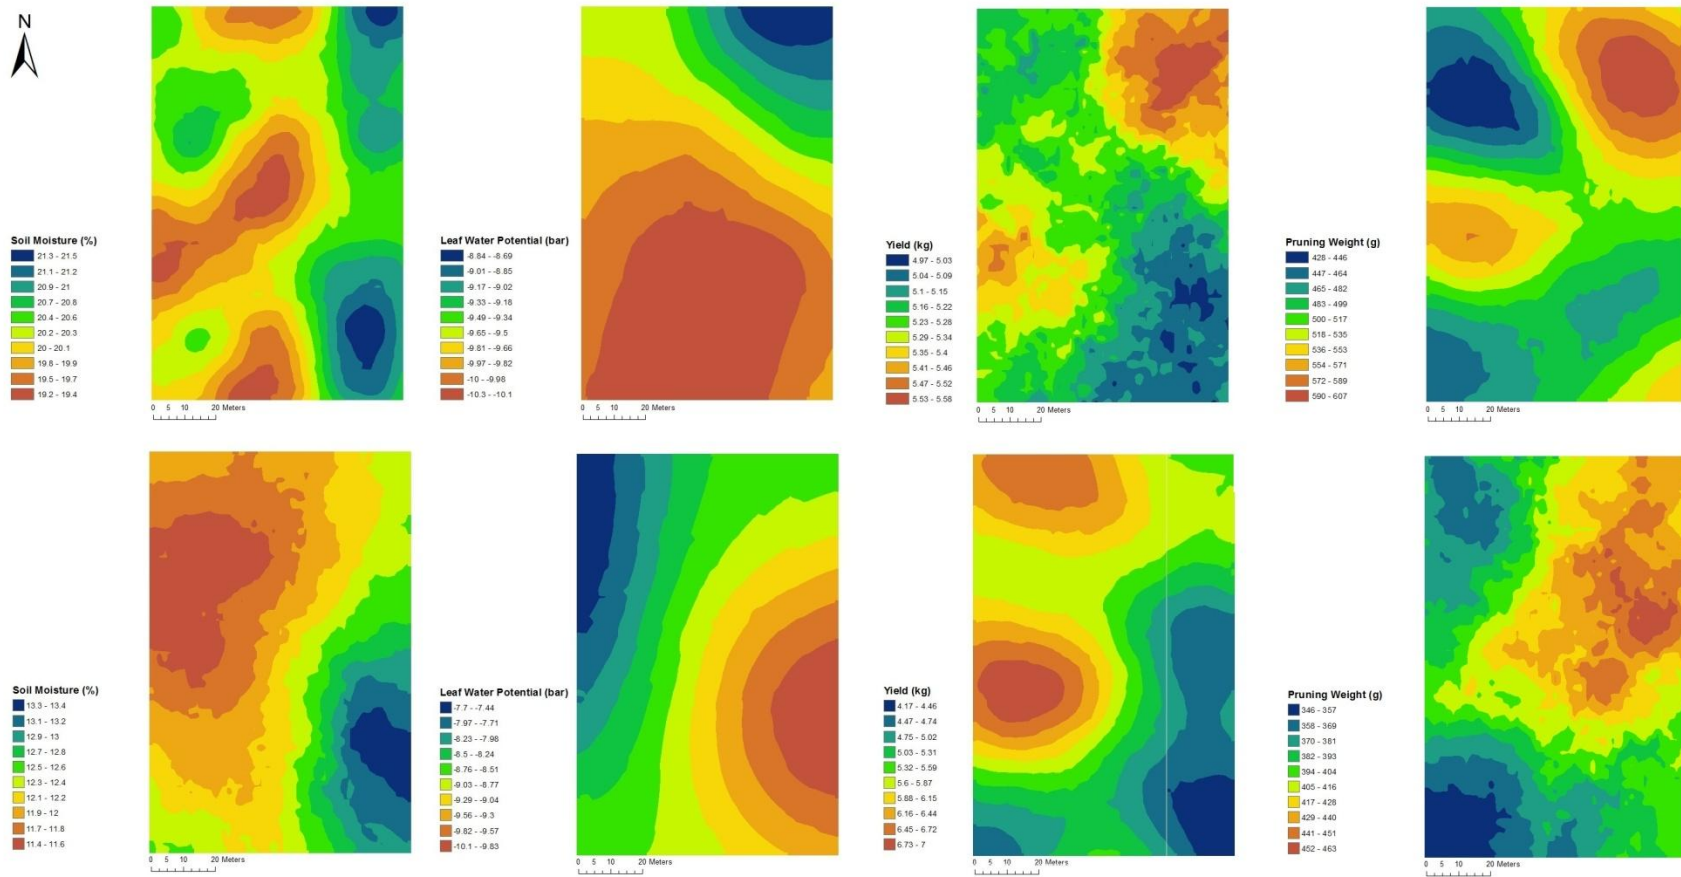 N
Soil Moisture (%)
21.3 - 21.5
21.1 - 21.2
20.9 - 21
20.7 - 20.8
20.4 - 20.6
20.2 - 20.3
20 - 20.1
19.8 - 19.9
19.5 - 19.7
19.2 - 19.4
0 5 10 20 Meters
Leaf Water Potential (bar)
-8.84 - -8.69
-9.01 - -8.85
-9.17 - -9.02
-9.33 - -9.18
-9.49 - -9.34
-9.65 - -9.5
-9.81 - -9.66
-9.97 - -9.82
-10 - -9.98
-10.3 - -10.1
0 5 10 20 Meters
Yield (kg)
4.97 - 5.03
5.04 - 5.09
5.1 - 5.15
5.16 - 5.22
5.23 - 5.28
5.29 - 5.34
5.35 - 5.4
5.41 - 5.46
5.47 - 5.52
5.53 - 5.58
0 5 10 20 Meters
Pruning Weight (g)
428 - 446
447 - 464
465 - 482
483 - 499
500 - 517
518 - 535
536 - 553
554 - 571
572 - 589
590 - 607
0 5 10 20 Meters
Soil Moisture (%)
13.3 - 13.4
13.1 - 13.2
12.9 - 13
12.7 - 12.8
12.5 - 12.6
12.3 - 12.4
12.1 - 12.2
11.9 - 12
11.7 - 11.8
11.4 - 11.6
0 5 10 20 Meters
Leaf Water Potential (bar)
-7.7 - -7.44
-7.97 - -7.71
-8.23 - -7.98
-8.5 - -8.24
-8.76 - -8.51
-9.03 - -8.77
-9.29 - -9.04
-9.56 - -9.3
-9.82 - -9.57
-10.1 - -9.83
0 5 10 20 Meters
Yield (kg)
4.17 - 4.46
4.47 - 4.74
4.75 - 5.02
5.03 - 5.31
5.32 - 5.59
5.6 - 5.87
5.88 - 6.15
6.16 - 6.44
6.45 - 6.72
6.73 - 7
0 5 10 20 Meters
Pruning Weight (g)
346 - 357
358 - 369
370 - 381
382 - 393
394 - 404
405 - 416
417 - 428
429 - 440
441 - 451
452 - 463
0 5 10 20 Meters